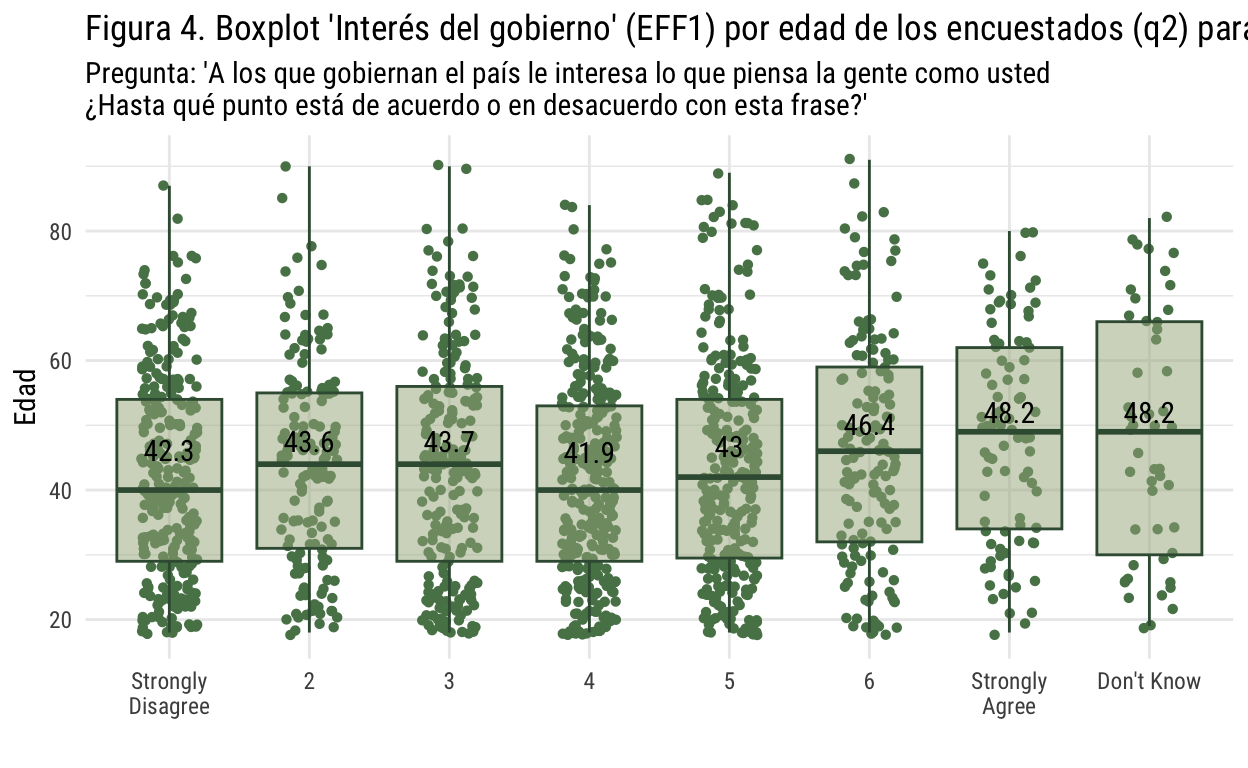 Figura 4. Boxplot 'Interés del gobierno' (EFF1) por edad de los encuestados (q2) para
Pregunta: 'A los que gobiernan el país le interesa lo que piensa la gente como usted
¿Hasta qué punto está de acuerdo o en desacuerdo con esta frase?'
Edad
80
60
40
20
42.3
43.6
43.7
41.9
43
46.4
48.2
48.2
Strongly
Disagree
2
3
4
5
6
Strongly
Agree
Don't Know